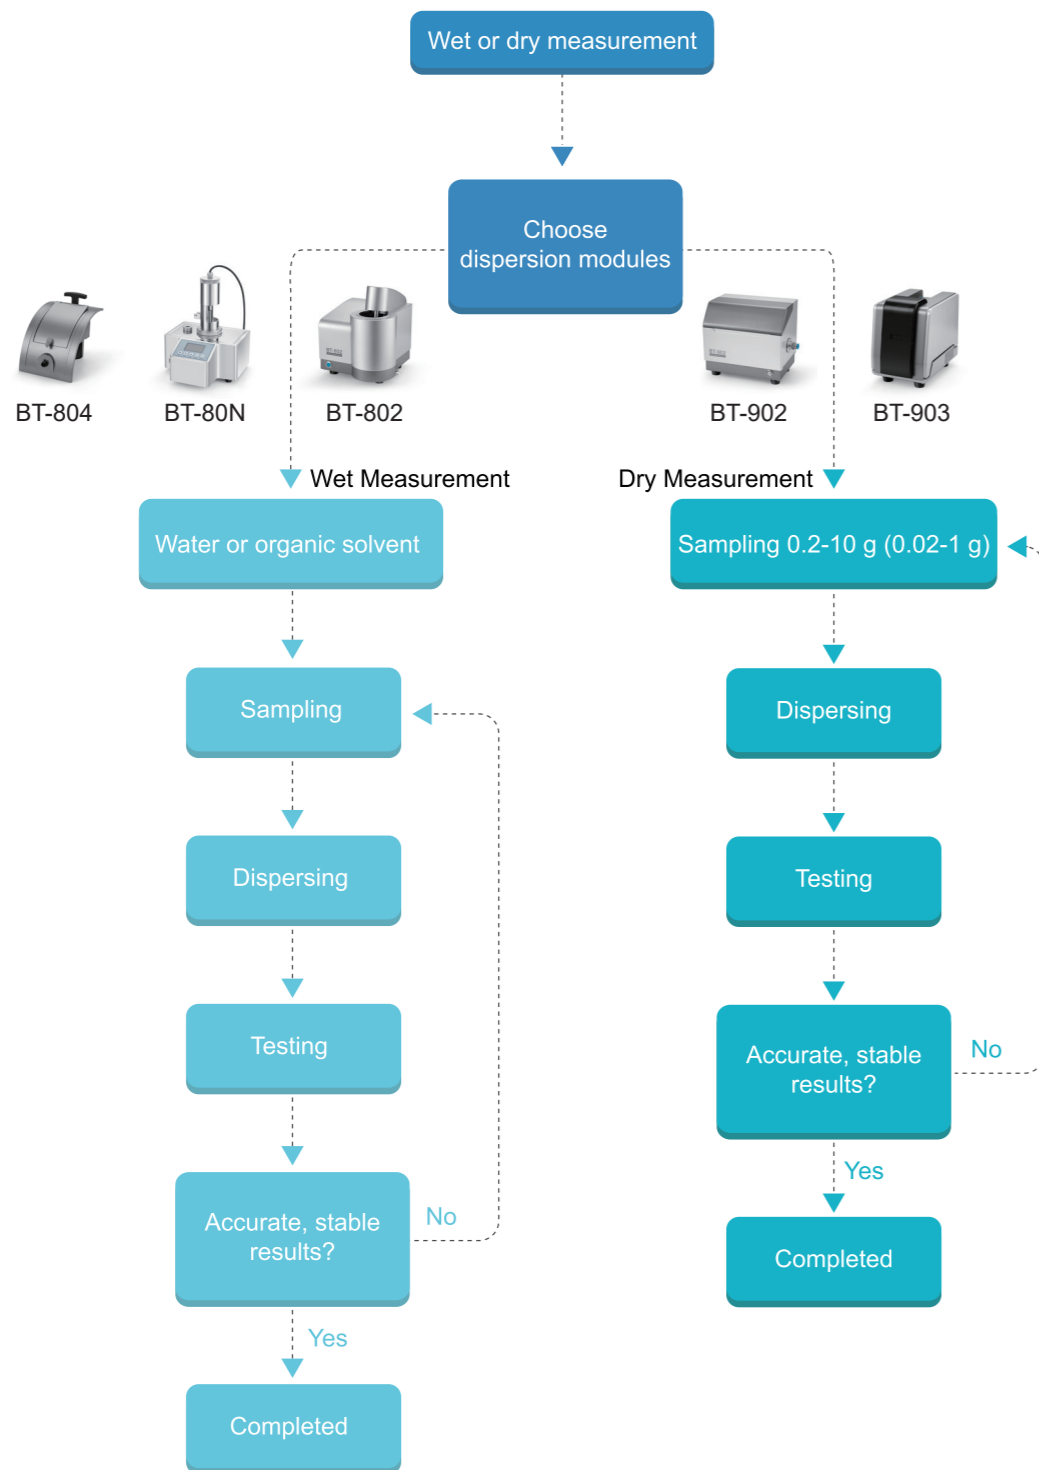 Wet or dry measurement
Choose
dispersion modules
BT-804
BT-80N
BT-802
BT-902
BT-903
Wet Measurement
Dry Measurement
Water or organic solvent
Sampling 0.2-10 g (0.02-1 g)
Sampling
Dispersing
Dispersing
Testing
Testing
Accurate, stable
results?
No
Yes
Completed
Accurate, stable
results?
No
Yes
Completed